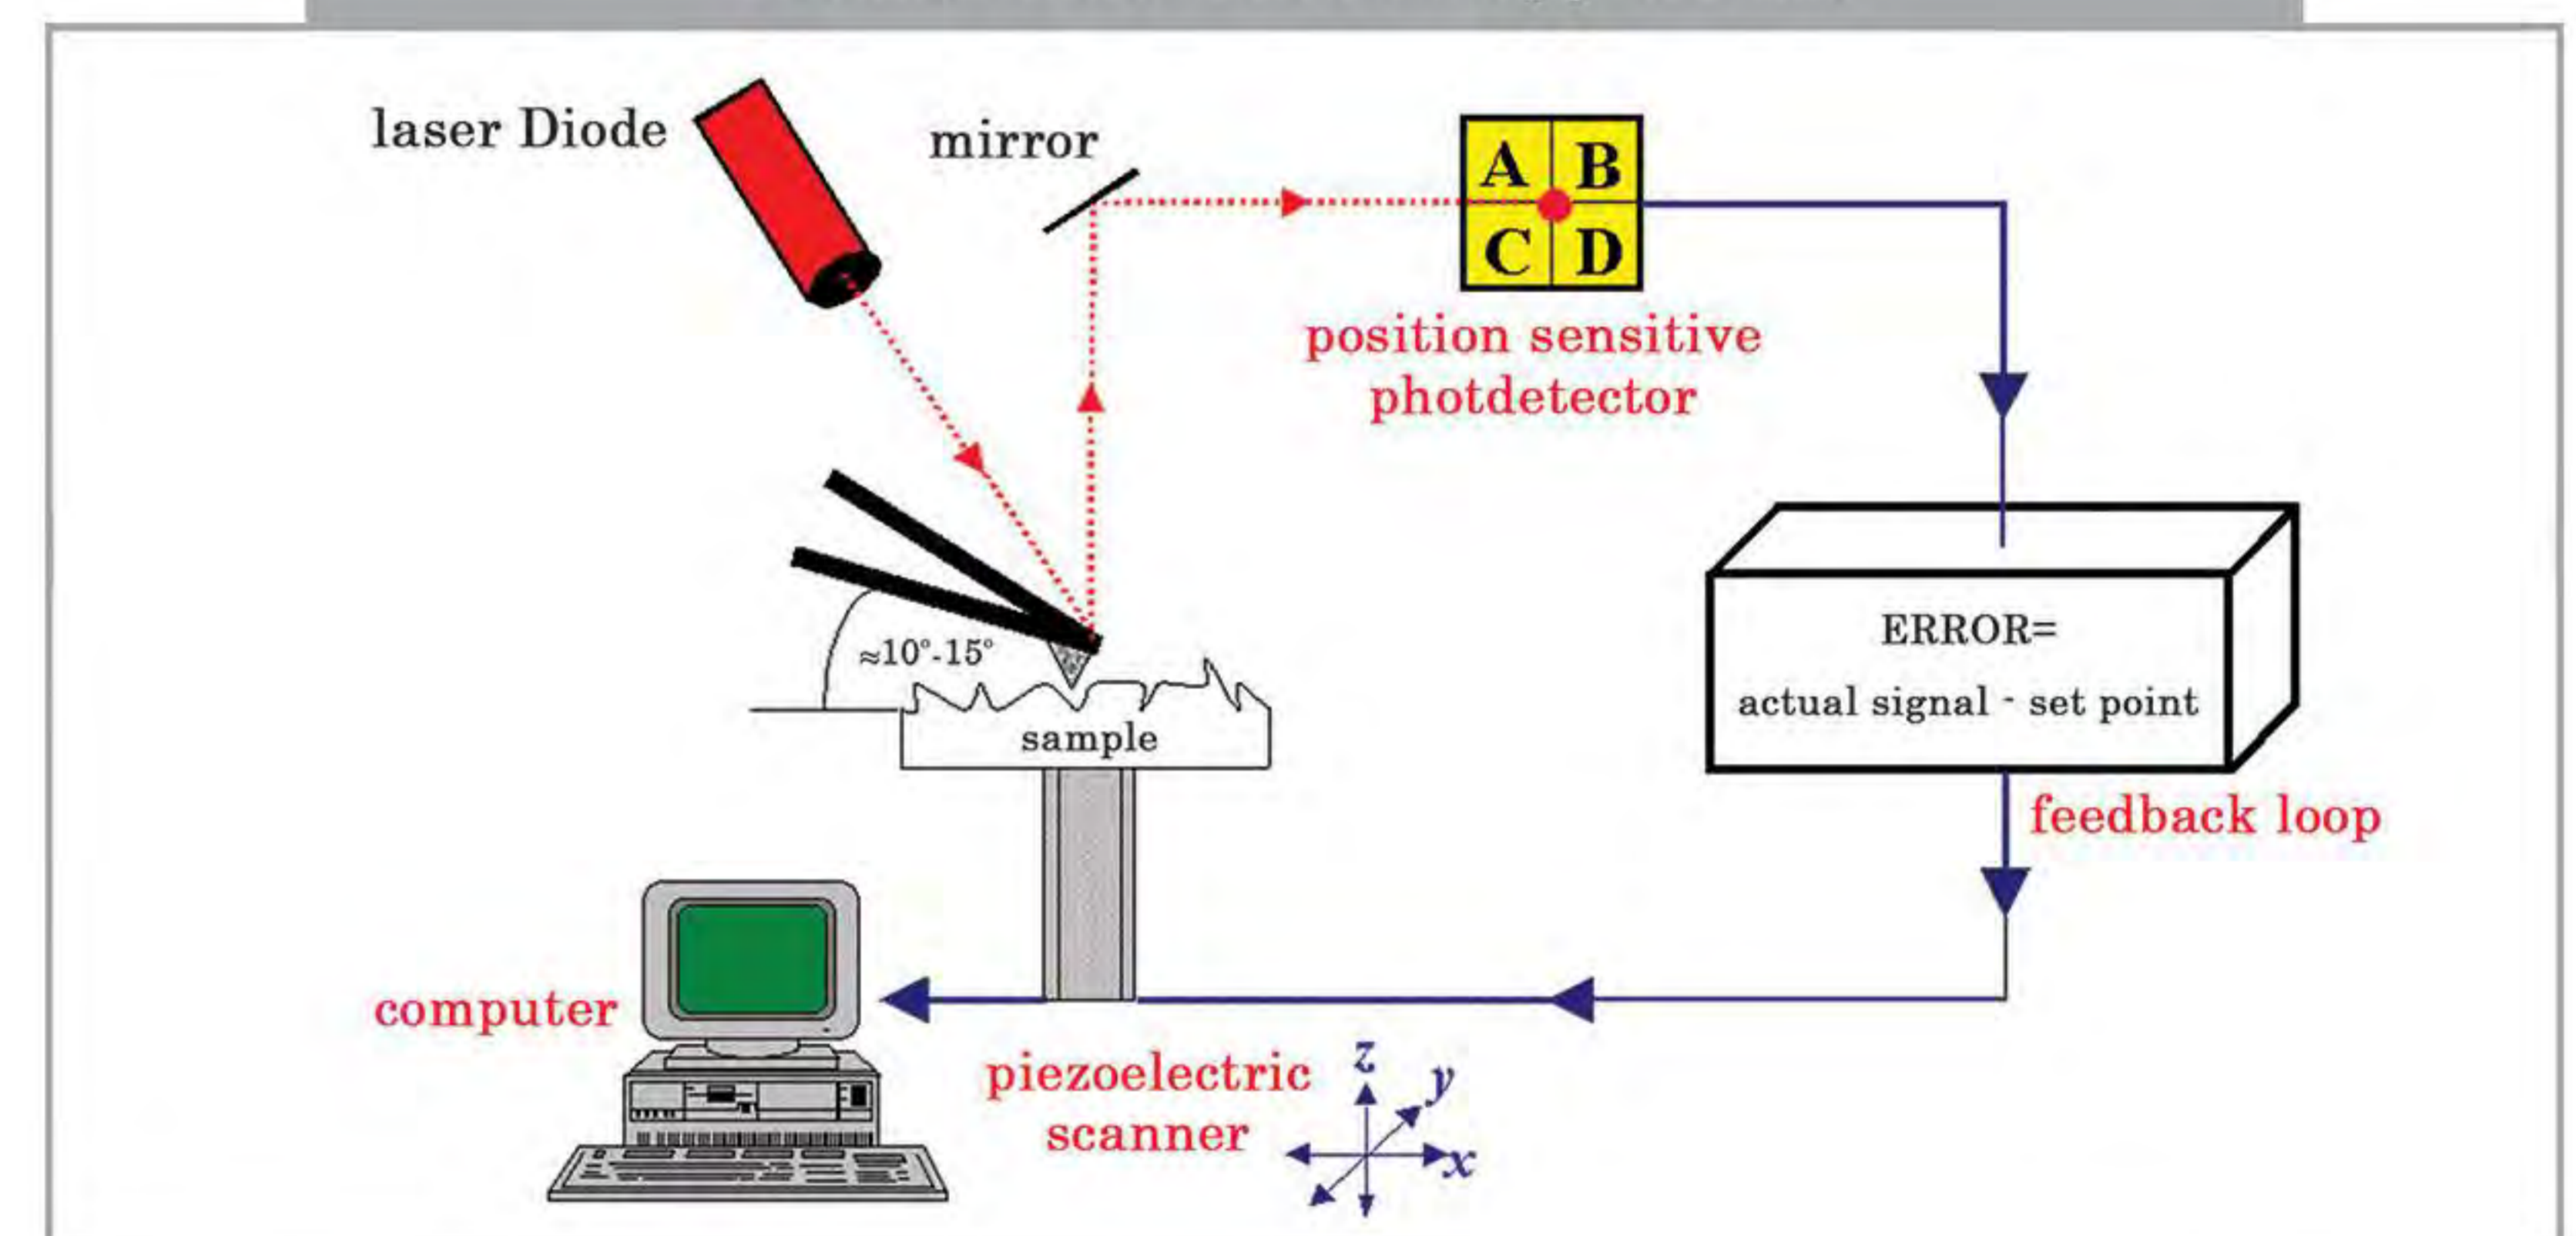 laser Diode
mirror
A B
C D
position sensitive
photdetector
≈10°-15°
sample
ERROR=
actual signal - set point
feedback loop
computer
piezoelectric
scanner
z
y
x